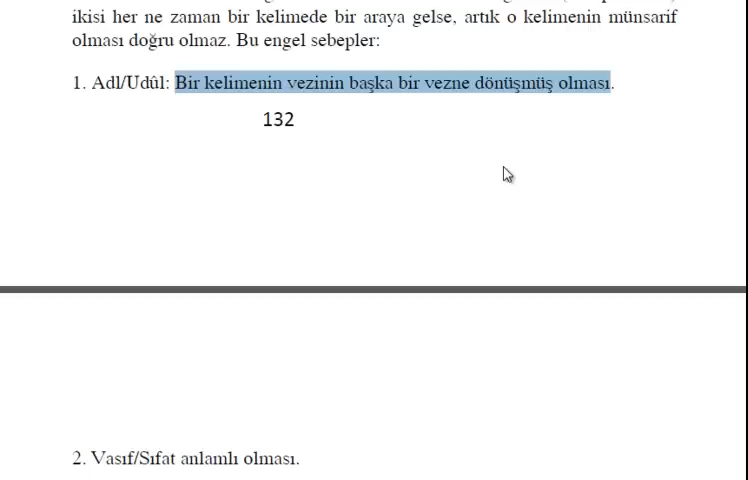 ikisi her ne zaman bir kelimede bir araya gelse, artık o kelimenin münsarif
olması doğru olmaz. Bu engel sebepler:
1. Adl/Udûl: Bir kelimenin vezinin başka bir vezne dönüşmüş olması.
132
2. Vasıf/Sıfat anlamlı olması.